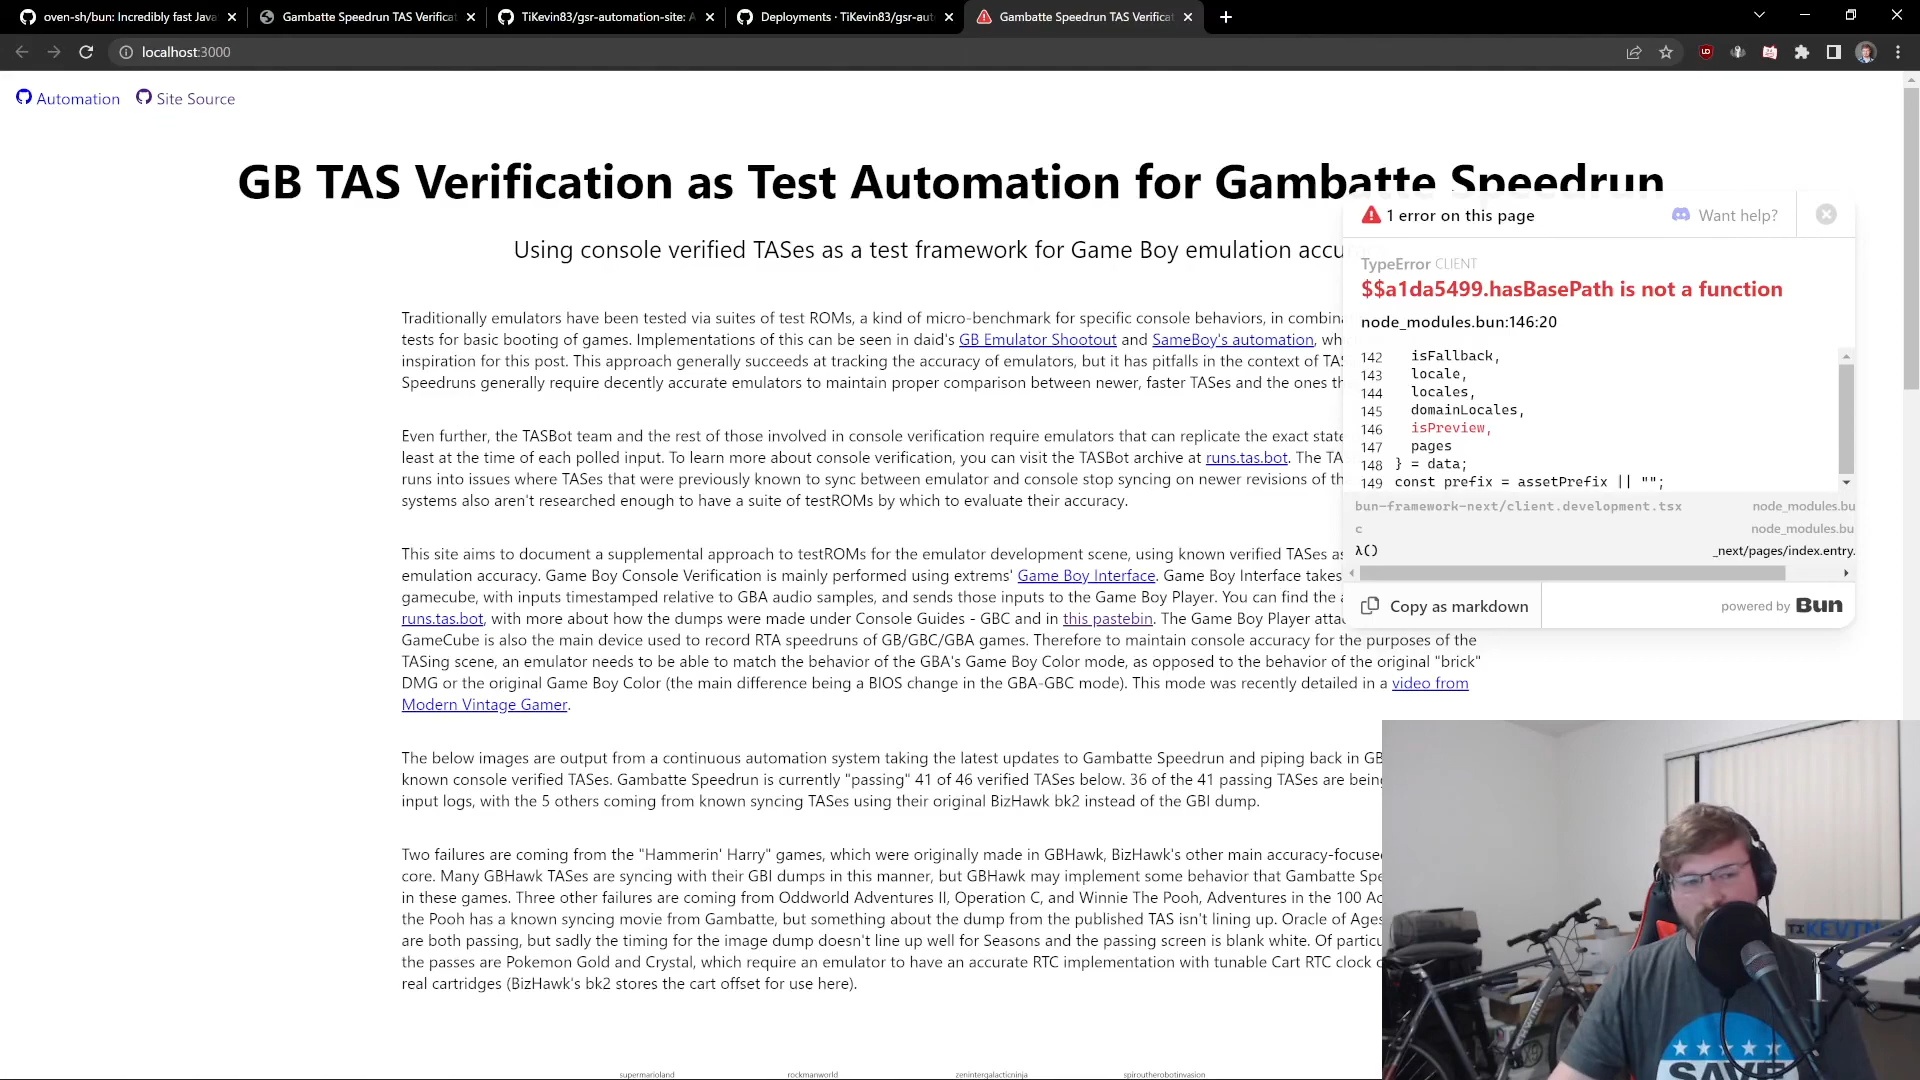 oven-sh/bun: Incredibly fast Java
Gambatte Speedrun TAS Verificat
TiKevin83/gsr-automation-site: A
Deployments · TiKevin83/gsr-aut
Gambatte Speedrun TAS Verificat
localhost:3000
Automation
Site Source
GB TAS Verification as Test Automation for Gambatte Speedrun
Using console verified TASes as a test framework for Game Boy emulation accuracy
Traditionally emulators have been tested via suites of test ROMs, a kind of micro-benchmark for specific console behaviors, in combina
tests for basic booting of games. Implementations of this can be seen in daid's GB Emulator Shootout and SameBoy's automation, wh
inspiration for this post. This approach generally succeeds at tracking the accuracy of emulators, but it has pitfalls in the context of TAS
Speedruns generally require decently accurate emulators to maintain proper comparison between newer, faster TASes and the ones th
Even further, the TASBot team and the rest of those involved in console verification require emulators that can replicate the exact state
least at the time of each polled input. To learn more about console verification, you can visit the TASBot archive at runs.tas.bot. The TA
runs into issues where TASes that were previously known to sync between emulator and console stop syncing on newer revisions of the
systems also aren't researched enough to have a suite of testROMs by which to evaluate their accuracy.
This site aims to document a supplemental approach to testROMs for the emulator development scene, using known verified TASes as
emulation accuracy. Game Boy Console Verification is mainly performed using extrems' Game Boy Interface. Game Boy Interface takes
gamecube, with inputs timestamped relative to GBA audio samples, and sends those inputs to the Game Boy Player. You can find the a
runs.tas.bot, with more about how the dumps were made under Console Guides - GBC and in this pastebin. The Game Boy Player attac
GameCube is also the main device used to record RTA speedruns of GB/GBC/GBA games. Therefore to maintain console accuracy for the purposes of the
TASing scene, an emulator needs to be able to match the behavior of the GBA's Game Boy Color mode, as opposed to the behavior of the original "brick"
DMG or the original Game Boy Color (the main difference being a BIOS change in the GBA-GBC mode). This mode was recently detailed in a video from
Modern Vintage Gamer.
The below images are output from a continuous automation system taking the latest updates to Gambatte Speedrun and piping back in GB
known console verified TASes. Gambatte Speedrun is currently "passing" 41 of 46 verified TASes below. 36 of the 41 passing TASes are being
input logs, with the 5 others coming from known syncing TASes using their original BizHawk bk2 instead of the GBI dump.
Two failures are coming from the "Hammerin' Harry" games, which were originally made in GBHawk, BizHawk's other main accuracy-focused
core. Many GBHawk TASes are syncing with their GBI dumps in this manner, but GBHawk may implement some behavior that Gambatte Spe
in these games. Three other failures are coming from Oddworld Adventures II, Operation C, and Winnie The Pooh, Adventures in the 100 Ac
the Pooh has a known syncing movie from Gambatte, but something about the dump from the published TAS isn't lining up. Oracle of Ages
are both passing, but sadly the timing for the image dump doesn't line up well for Seasons and the passing screen is blank white. Of particu
the passes are Pokemon Gold and Crystal, which require an emulator to have an accurate RTC implementation with tunable Cart RTC clock o
real cartridges (BizHawk's bk2 stores the cart offset for use here).
supermarioland
rockmanworld
zenintergalacticninja
spiroutherobotinvasion
1 error on this page
Want help?
TypeError CLIENT
$$a1da5499.hasBasePath is not a function
node_modules.bun:146:20
142 isFallback,
143 locale,
144 locales,
145 domainLocales,
146 isPreview,
147 pages
148 } = data;
149 const prefix = assetPrefix || "";
bun-framework-next/client.development.tsx node_modules.bu
c node_modules.bu
λ() _next/pages/index.entry.
Copy as markdown
powered by Bun
TIKEVIN
SAVE